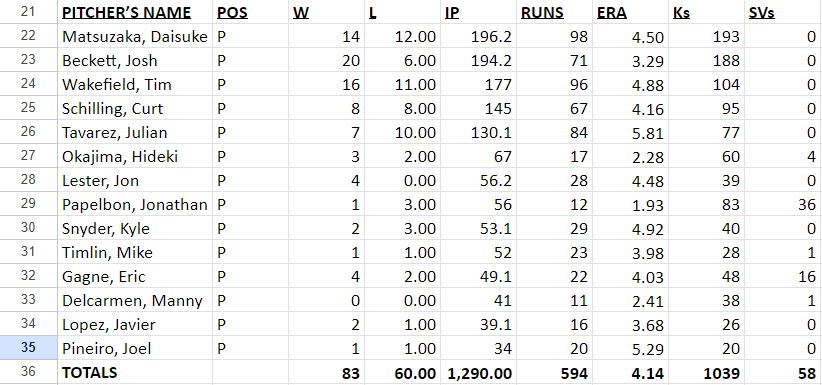 21 PITCHER'S NAME POS W L IP RUNS ERA Ks SVs
22 Matsuzaka, Daisuke P 14 12.00 196.2 98 4.50 193 0
23 Beckett, Josh P 20 6.00 194.2 71 3.29 188 0
24 Wakefield, Tim P 16 11.00 177 96 4.88 104 0
25 Schilling, Curt P 8 8.00 145 67 4.16 95 0
26 Tavarez, Julian P 7 10.00 130.1 84 5.81 77 0
27 Okajima, Hideki P 3 2.00 67 17 2.28 60 4
28 Lester, Jon P 4 0.00 56.2 28 4.48 39 0
29 Papelbon, Jonathan P 1 3.00 56 12 1.93 83 36
30 Snyder, Kyle P 2 3.00 53.1 29 4.92 40 0
31 Timlin, Mike P 1 1.00 52 23 3.98 28 1
32 Gagne, Eric P 4 2.00 49.1 22 4.03 48 16
33 Delcarmen, Manny P 0 0.00 41 11 2.41 38 1
34 Lopez, Javier P 2 1.00 39.1 16 3.68 26 0
35 Pineiro, Joel P 1 1.00 34 20 5.29 20 0
36 TOTALS 83 60.00 1,290.00 594 4.14 1039 58